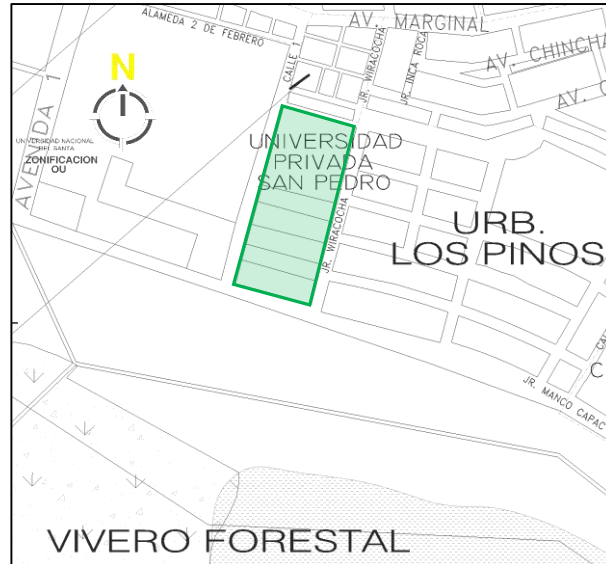 ALAMEDA 2 DE FEBRERO
AV. MARGINAL
CALLE 1
JR. WIRACOCHA
JR. INCA ROCA
AV. CHINCHA
AV. C
N
AVENIDA 1
UNIVERSIDAD NACIONAL
DEL SANTA
ZONIFICACION
OU
UNIVERSIDAD
PRIVADA
SAN PEDRO
JR. WIRACOCHA
URB.
LOS PINOS
CAL
C
JR. MANCO CAPAC
VIVERO FORESTAL